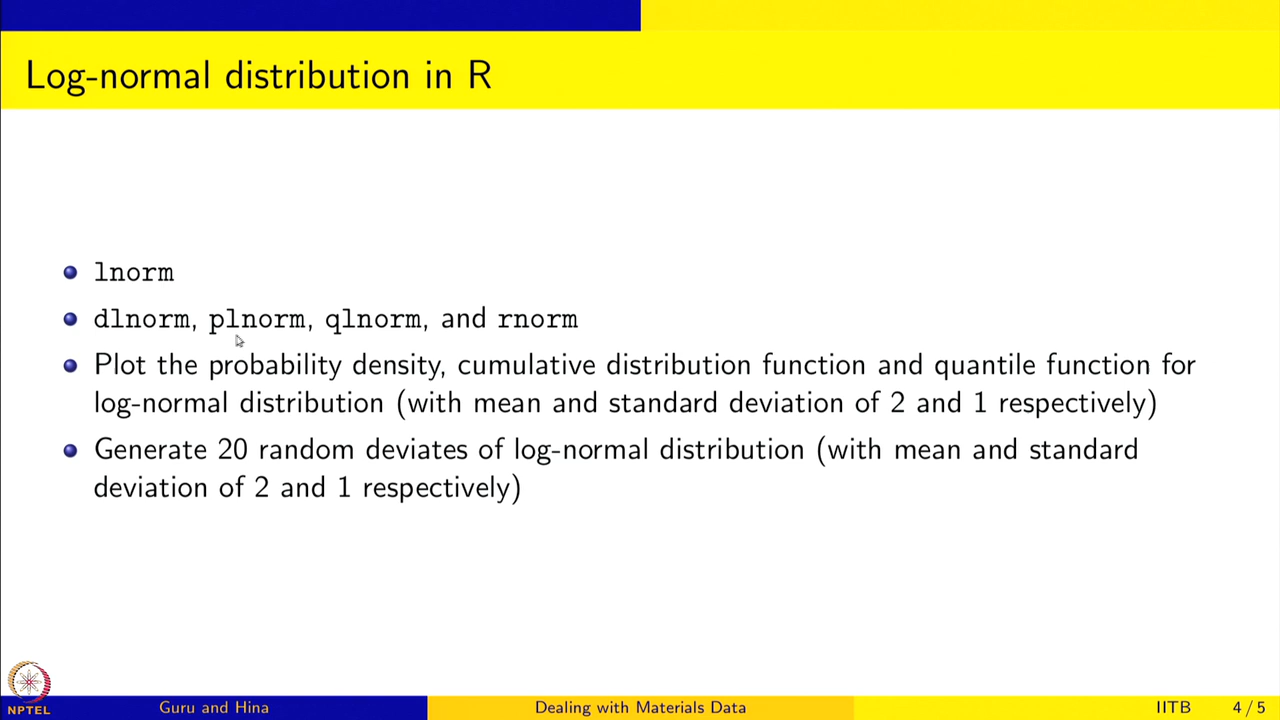 Log-normal distribution in R
lnorm
dlnorm, plnorm, qlnorm, and rnorm
Plot the probability density, cumulative distribution function and quantile function for
log-normal distribution (with mean and standard deviation of 2 and 1 respectively)
Generate 20 random deviates of log-normal distribution (with mean and standard
deviation of 2 and 1 respectively)
NPTEL
Guru and Hina
Dealing with Materials Data
IITB
4 / 5